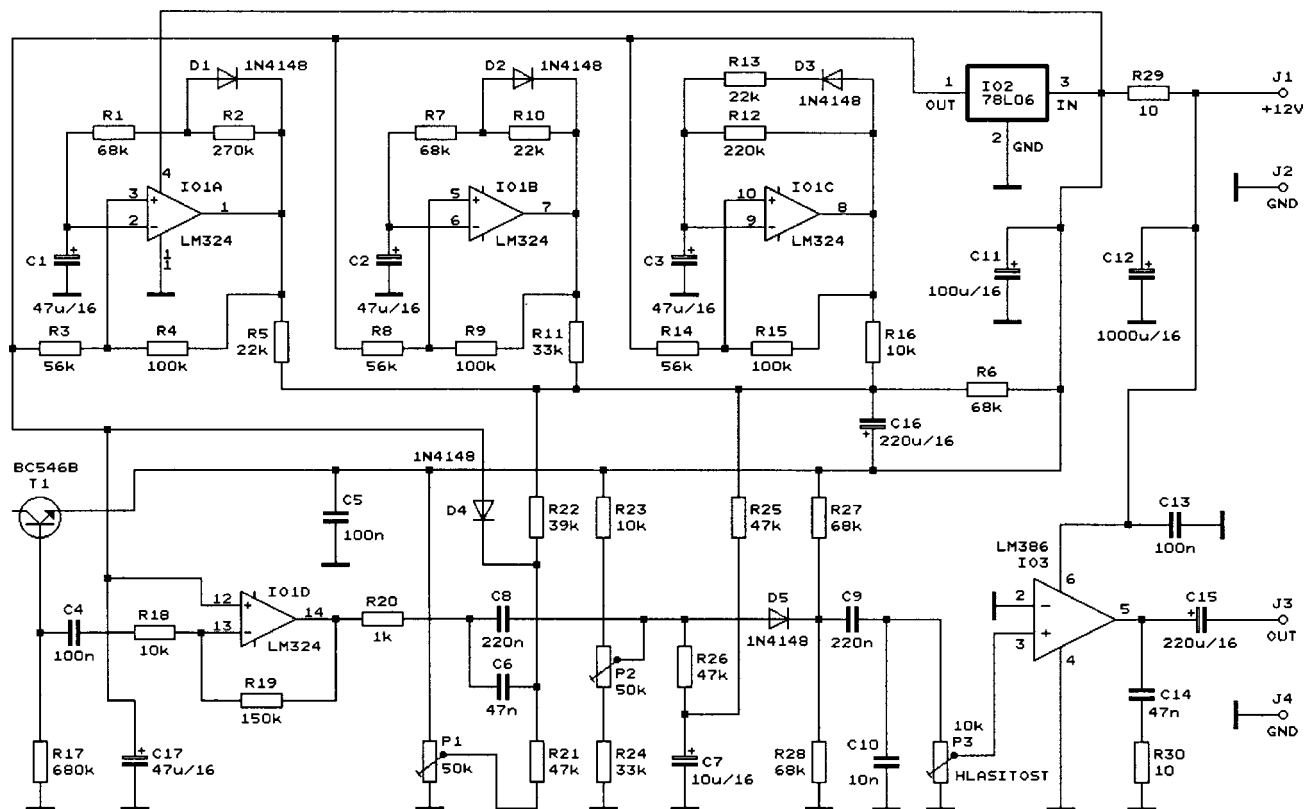 D1 1N4148
D2 1N4148
R13 D3
22k 1N4148
1 IO2 3
OUT 78L06 IN
2
GND
R29
10
J1
+12V
R1 R2
68k 270k
R7 R10
68k 22k
R12
220k
J2
GND
4
IO1A
3 +
2 − 1
LM324
11
IO1B
5 +
6 − 7
LM324
IO1C
10 +
9 − 8
LM324
C1 +
47u/16
C2 +
47u/16
C3 +
47u/16
C11 +
100u/16
C12 +
1000u/16
R3 R4
56k 100k
R5
22k
R8 R9
56k 100k
R11
33k
R14 R15
56k 100k
R16
10k
R6
68k
C16
+ 220u/16
BC546B
T1
1N4148
D4
C5
100n
R22
39k
R23
10k
R25
47k
R27
68k
C13
100n
LM386
IO3
6
2 −
3 +
5
4
C15
+
220u/16
J3
OUT
C4
100n
R18
10k
IO1D
12 +
13 − 14
LM324
R20
1k
C8
220n
C6
47n
D5
1N4148
C9
220n
R19
150k
P2
50k
R26
47k
C14
47n
J4
GND
R17
680k
C17 +
47u/16
P1
50k
R21
47k
R24
33k
C7 +
10u/16
R28
68k
C10
10n
10k
P3
HLASITOST
R30
10